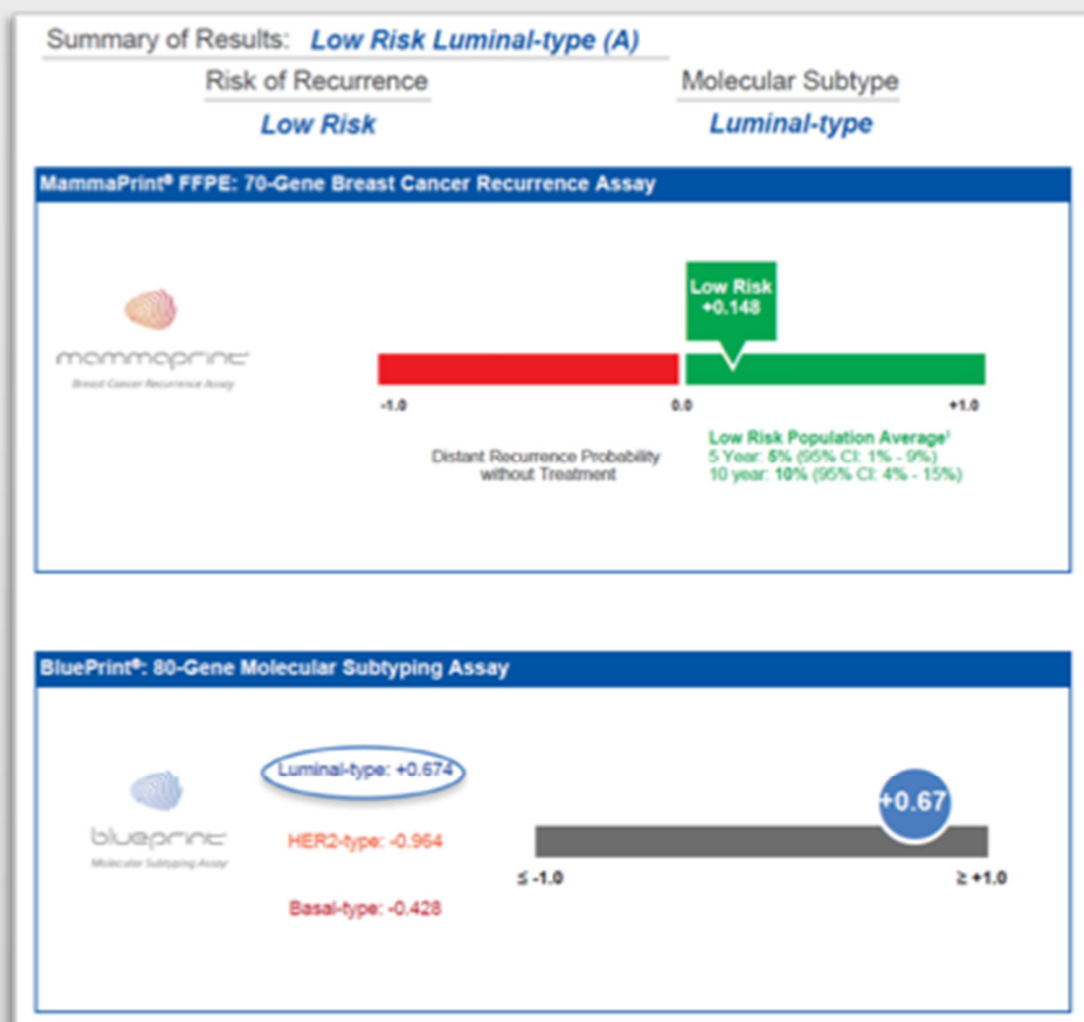 Summary of Results: Low Risk Luminal-type (A)
Risk of Recurrence
Low Risk
Molecular Subtype
Luminal-type
MammaPrint® FFPE: 70-Gene Breast Cancer Recurrence Assay
mammaprint
Breast Cancer Recurrence Assay
Low Risk
+0.148
-1.0
0.0
+1.0
Distant Recurrence Probability
without Treatment
Low Risk Population Average¹
5 Year: 5% (95% CI: 1% - 9%)
10 year: 10% (95% CI: 4% - 15%)
BluePrint®: 80-Gene Molecular Subtyping Assay
blueprint
Molecular Subtyping Assay
Luminal-type: +0.674
HER2-type: -0.964
Basal-type: -0.428
+0.67
≤ -1.0
≥ +1.0